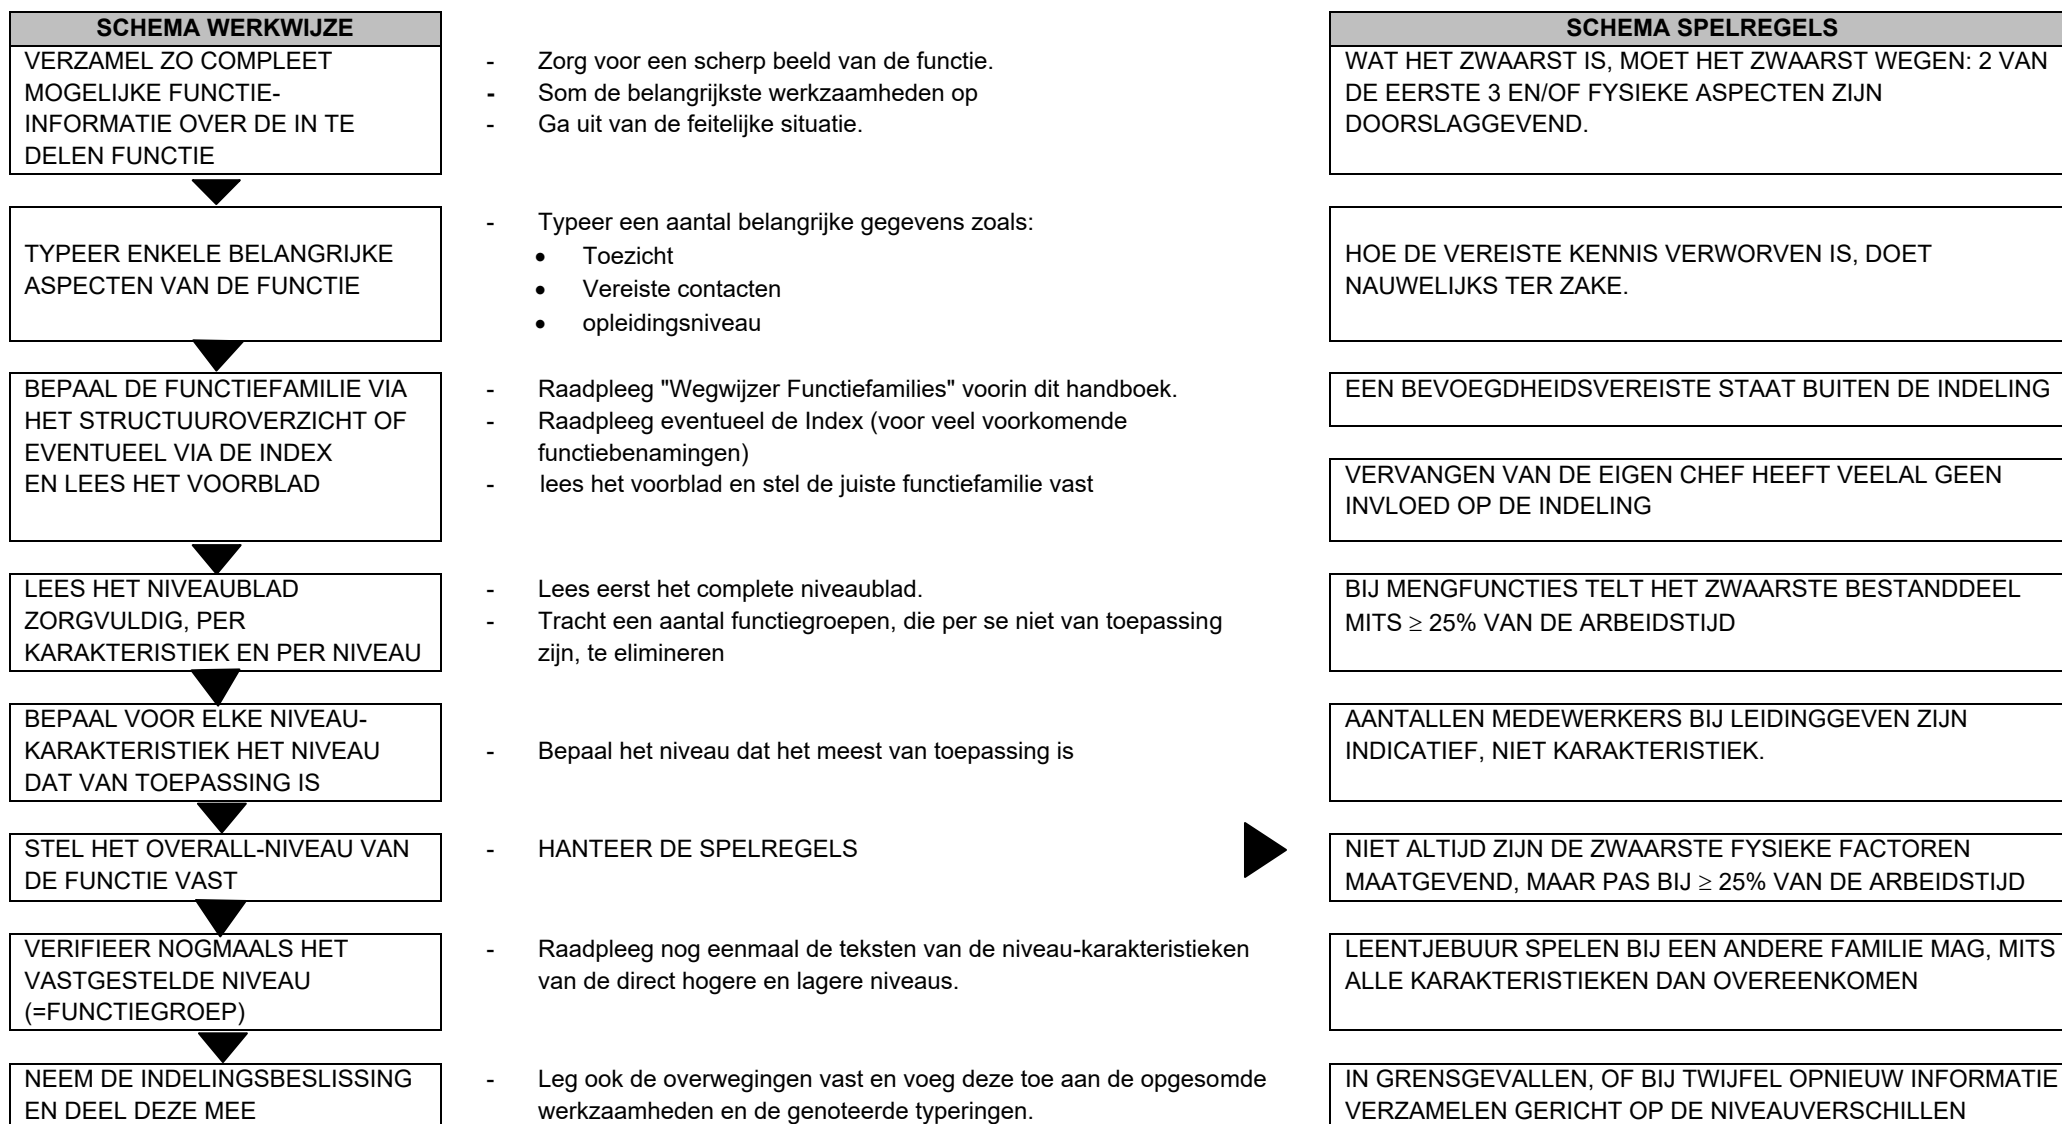 SCHEMA WERKWIJZE
VERZAMEL ZO COMPLEET
MOGELIJKE FUNCTIE-
INFORMATIE OVER DE IN TE
DELEN FUNCTIE
- Zorg voor een scherp beeld van de functie.
- Som de belangrijkste werkzaamheden op
- Ga uit van de feitelijke situatie.
TYPEER ENKELE BELANGRIJKE
ASPECTEN VAN DE FUNCTIE
- Typeer een aantal belangrijke gegevens zoals:
• Toezicht
• Vereiste contacten
• opleidingsniveau
BEPAAL DE FUNCTIEFAMILIE VIA
HET STRUCTUUROVERZICHT OF
EVENTUEEL VIA DE INDEX
EN LEES HET VOORBLAD
- Raadpleeg "Wegwijzer Functiefamilies" voorin dit handboek.
- Raadpleeg eventueel de Index (voor veel voorkomende
functiebenamingen)
- lees het voorblad en stel de juiste functiefamilie vast
LEES HET NIVEAUBLAD
ZORGVULDIG, PER
KARAKTERISTIEK EN PER NIVEAU
- Lees eerst het complete niveaublad.
- Tracht een aantal functiegroepen, die per se niet van toepassing
zijn, te elimineren
BEPAAL VOOR ELKE NIVEAU-
KARAKTERISTIEK HET NIVEAU
DAT VAN TOEPASSING IS
- Bepaal het niveau dat het meest van toepassing is
STEL HET OVERALL-NIVEAU VAN
DE FUNCTIE VAST
- HANTEER DE SPELREGELS
VERIFIEER NOGMAALS HET
VASTGESTELDE NIVEAU
(=FUNCTIEGROEP)
- Raadpleeg nog eenmaal de teksten van de niveau-karakteristieken
van de direct hogere en lagere niveaus.
NEEM DE INDELINGSBESLISSING
EN DEEL DEZE MEE
- Leg ook de overwegingen vast en voeg deze toe aan de opgesomde
werkzaamheden en de genoteerde typeringen.
SCHEMA SPELREGELS
WAT HET ZWAARST IS, MOET HET ZWAARST WEGEN: 2 VAN
DE EERSTE 3 EN/OF FYSIEKE ASPECTEN ZIJN
DOORSLAGGEVEND.
HOE DE VEREISTE KENNIS VERWORVEN IS, DOET
NAUWELIJKS TER ZAKE.
EEN BEVOEGDHEIDSVEREISTE STAAT BUITEN DE INDELING
VERVANGEN VAN DE EIGEN CHEF HEEFT VEELAL GEEN
INVLOED OP DE INDELING
BIJ MENGFUNCTIES TELT HET ZWAARSTE BESTANDDEEL
MITS ≥ 25% VAN DE ARBEIDSTIJD
AANTALLEN MEDEWERKERS BIJ LEIDINGGEVEN ZIJN
INDICATIEF, NIET KARAKTERISTIEK.
NIET ALTIJD ZIJN DE ZWAARSTE FYSIEKE FACTOREN
MAATGEVEND, MAAR PAS BIJ ≥ 25% VAN DE ARBEIDSTIJD
LEENTJEBUUR SPELEN BIJ EEN ANDERE FAMILIE MAG, MITS
ALLE KARAKTERISTIEKEN DAN OVEREENKOMEN
IN GRENSGEVALLEN, OF BIJ TWIJFEL OPNIEUW INFORMATIE
VERZAMELEN GERICHT OP DE NIVEAUVERSCHILLEN